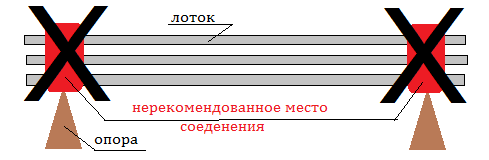 лоток
нерекомендованное место
соеденения
опора